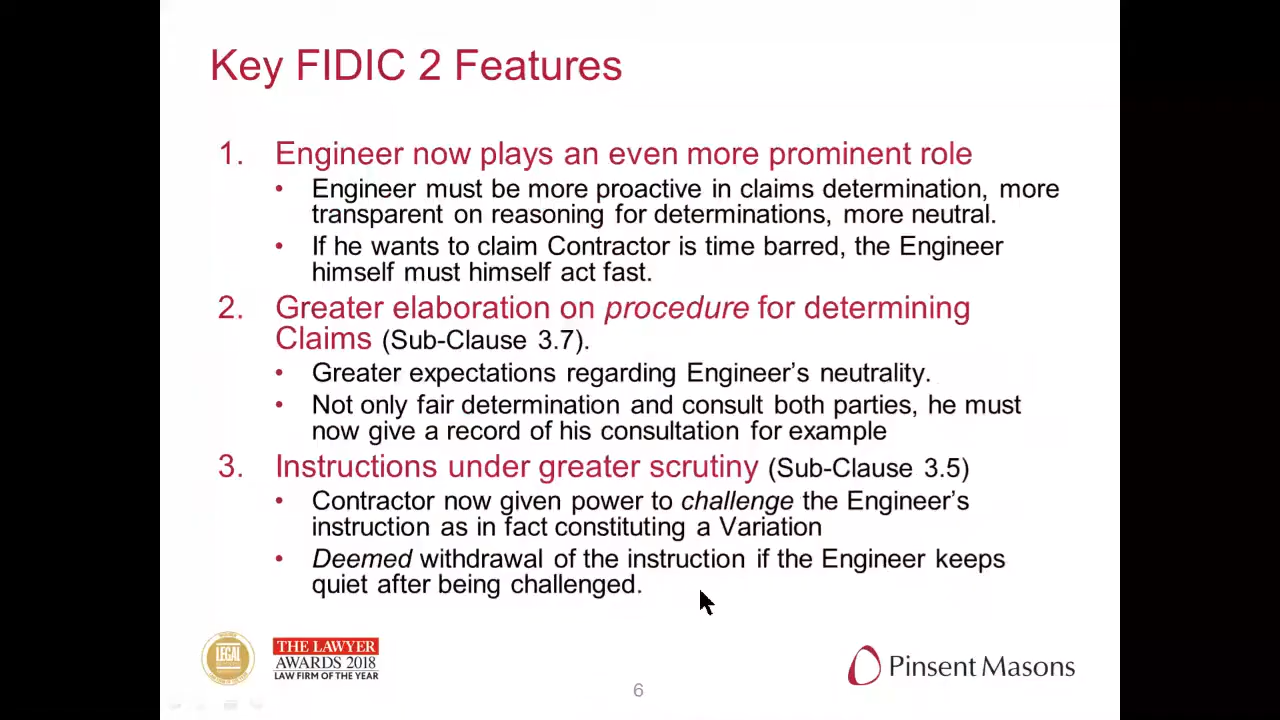 Key FIDIC 2 Features
1. Engineer now plays an even more prominent role
• Engineer must be more proactive in claims determination, more
transparent on reasoning for determinations, more neutral.
• If he wants to claim Contractor is time barred, the Engineer
himself must himself act fast.
2. Greater elaboration on procedure for determining
Claims (Sub-Clause 3.7).
• Greater expectations regarding Engineer's neutrality.
• Not only fair determination and consult both parties, he must
now give a record of his consultation for example
3. Instructions under greater scrutiny (Sub-Clause 3.5)
• Contractor now given power to challenge the Engineer's
instruction as in fact constituting a Variation
• Deemed withdrawal of the instruction if the Engineer keeps
quiet after being challenged.
LEGAL
THE LAWYER
AWARDS 2018
LAW FIRM OF THE YEAR
Pinsent Masons
6